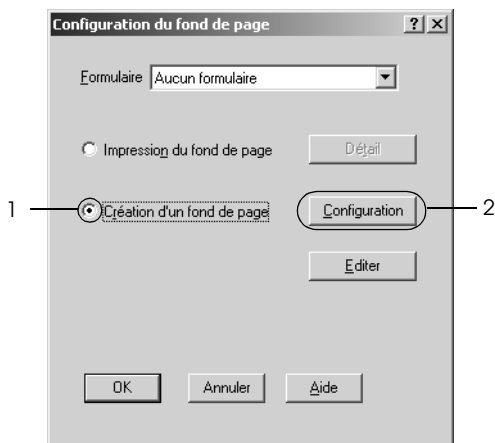 Configuration du fond de page
Formulaire Aucun formulaire
Impression du fond de page Détail
1 Création d'un fond de page Configuration 2
Editer
OK Annuler Aide